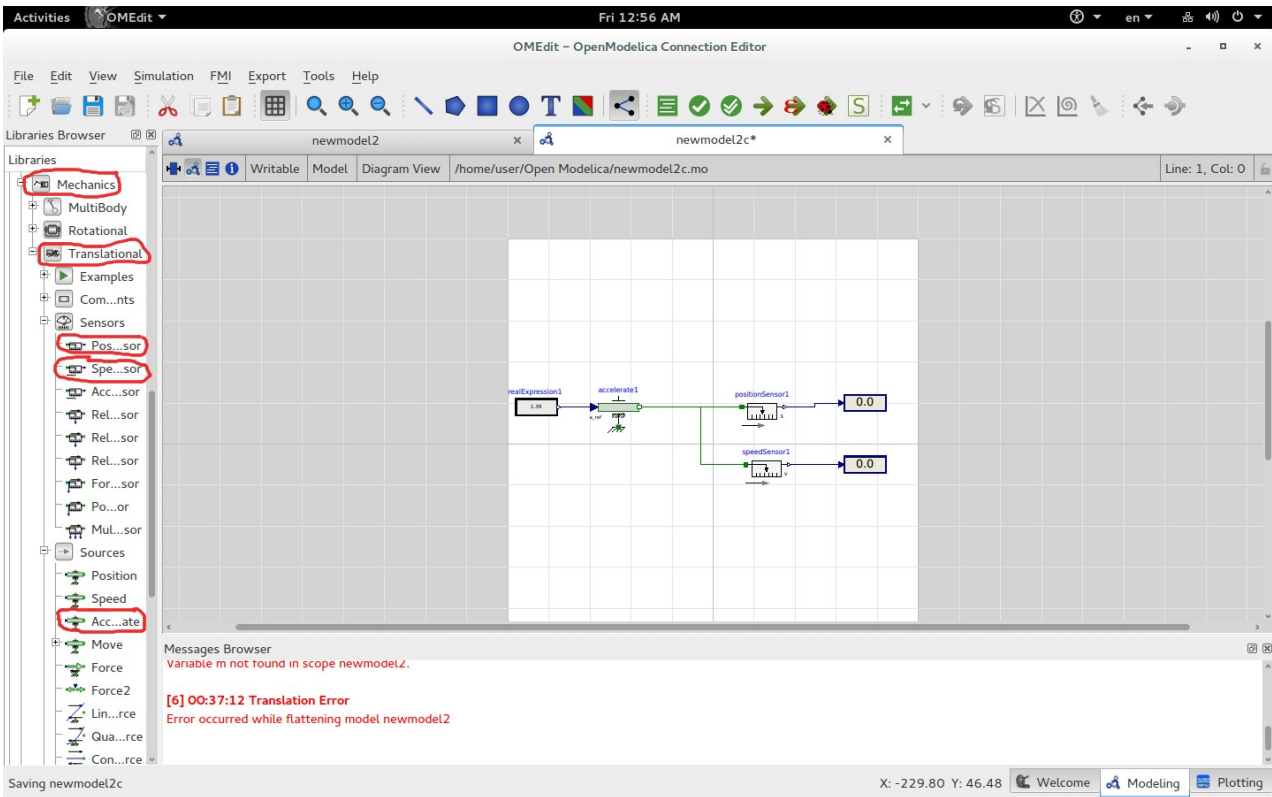 Activities OMEdit Fri 12:56 AM en
OMEdit – OpenModelica Connection Editor
File Edit View Simulation FMI Export Tools Help
T S
Libraries Browser
newmodel2 newmodel2c*
Libraries
Writable Model Diagram View /home/user/Open Modelica/newmodel2c.mo Line: 1, Col: 0
Mechanics
MultiBody
Rotational
Translational
Examples
Com...nts
Sensors
Pos...sor
Spe...sor
Acc...sor
Rel...sor
Rel...sor
Rel...sor
For...sor
Po...or
Mul...sor
Sources
Position
Speed
Acc...ate
Move
Force
Force2
Lin...rce
Qua...rce
Con...rce
realExpression1 accelerate1 positionSensor1
1.39 a_ref s 0.0
speedSensor1
v 0.0
Messages Browser
Variable m not found in scope newmodel2.
[6] 00:37:12 Translation Error
Error occurred while flattening model newmodel2
Saving newmodel2c X: -229.80 Y: 46.48 Welcome Modeling Plotting